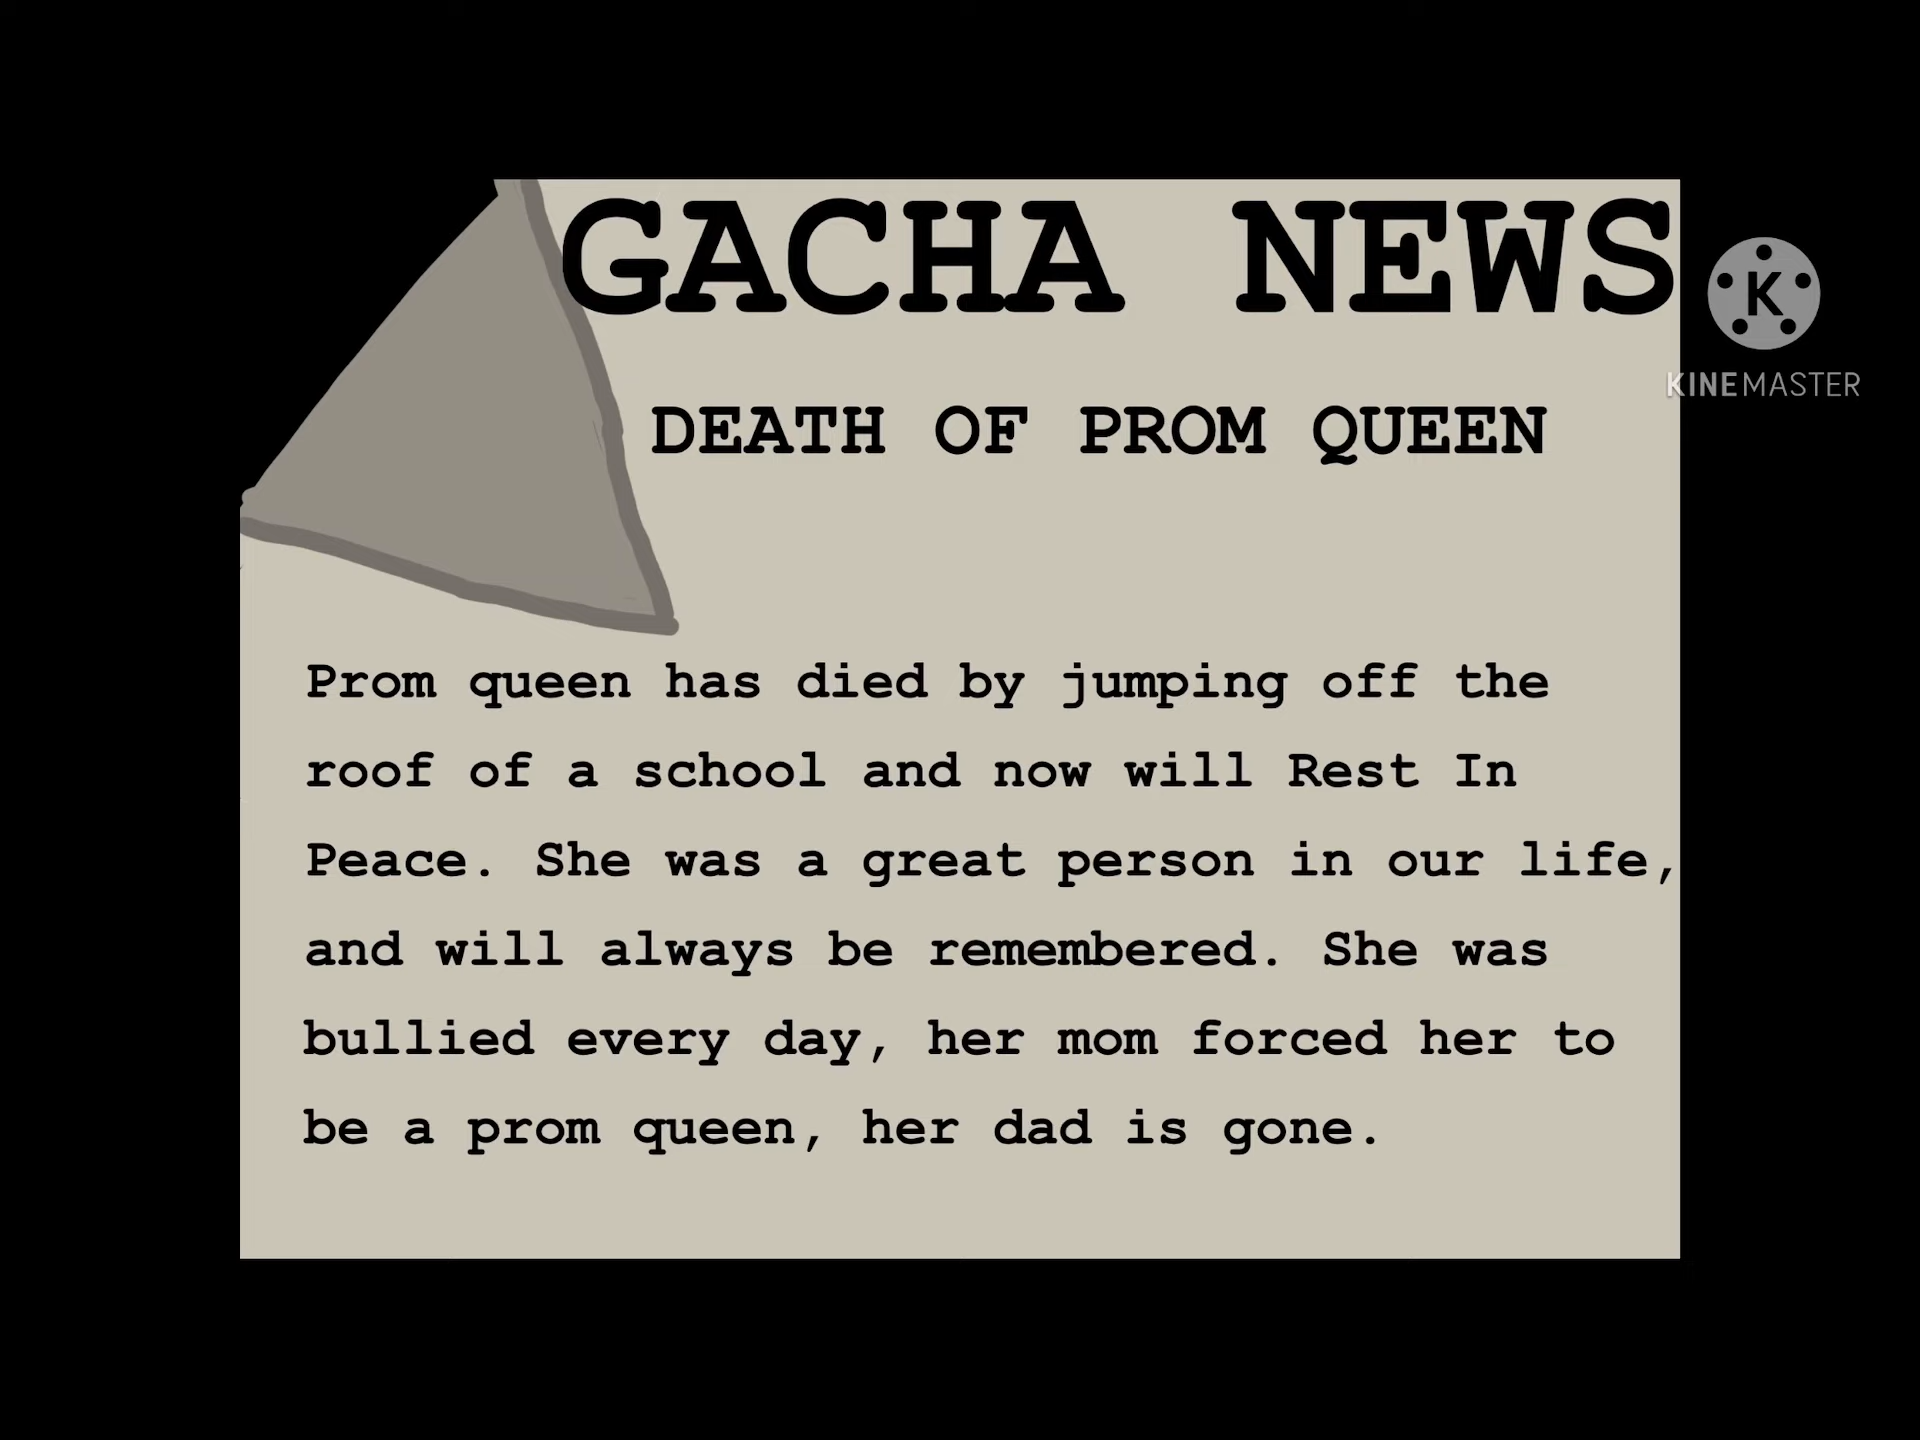 GACHA NEWS
K
KINEMASTER
DEATH OF PROM QUEEN
Prom queen has died by jumping off the
roof of a school and now will Rest In
Peace. She was a great person in our life,
and will always be remembered. She was
bullied every day, her mom forced her to
be a prom queen, her dad is gone.